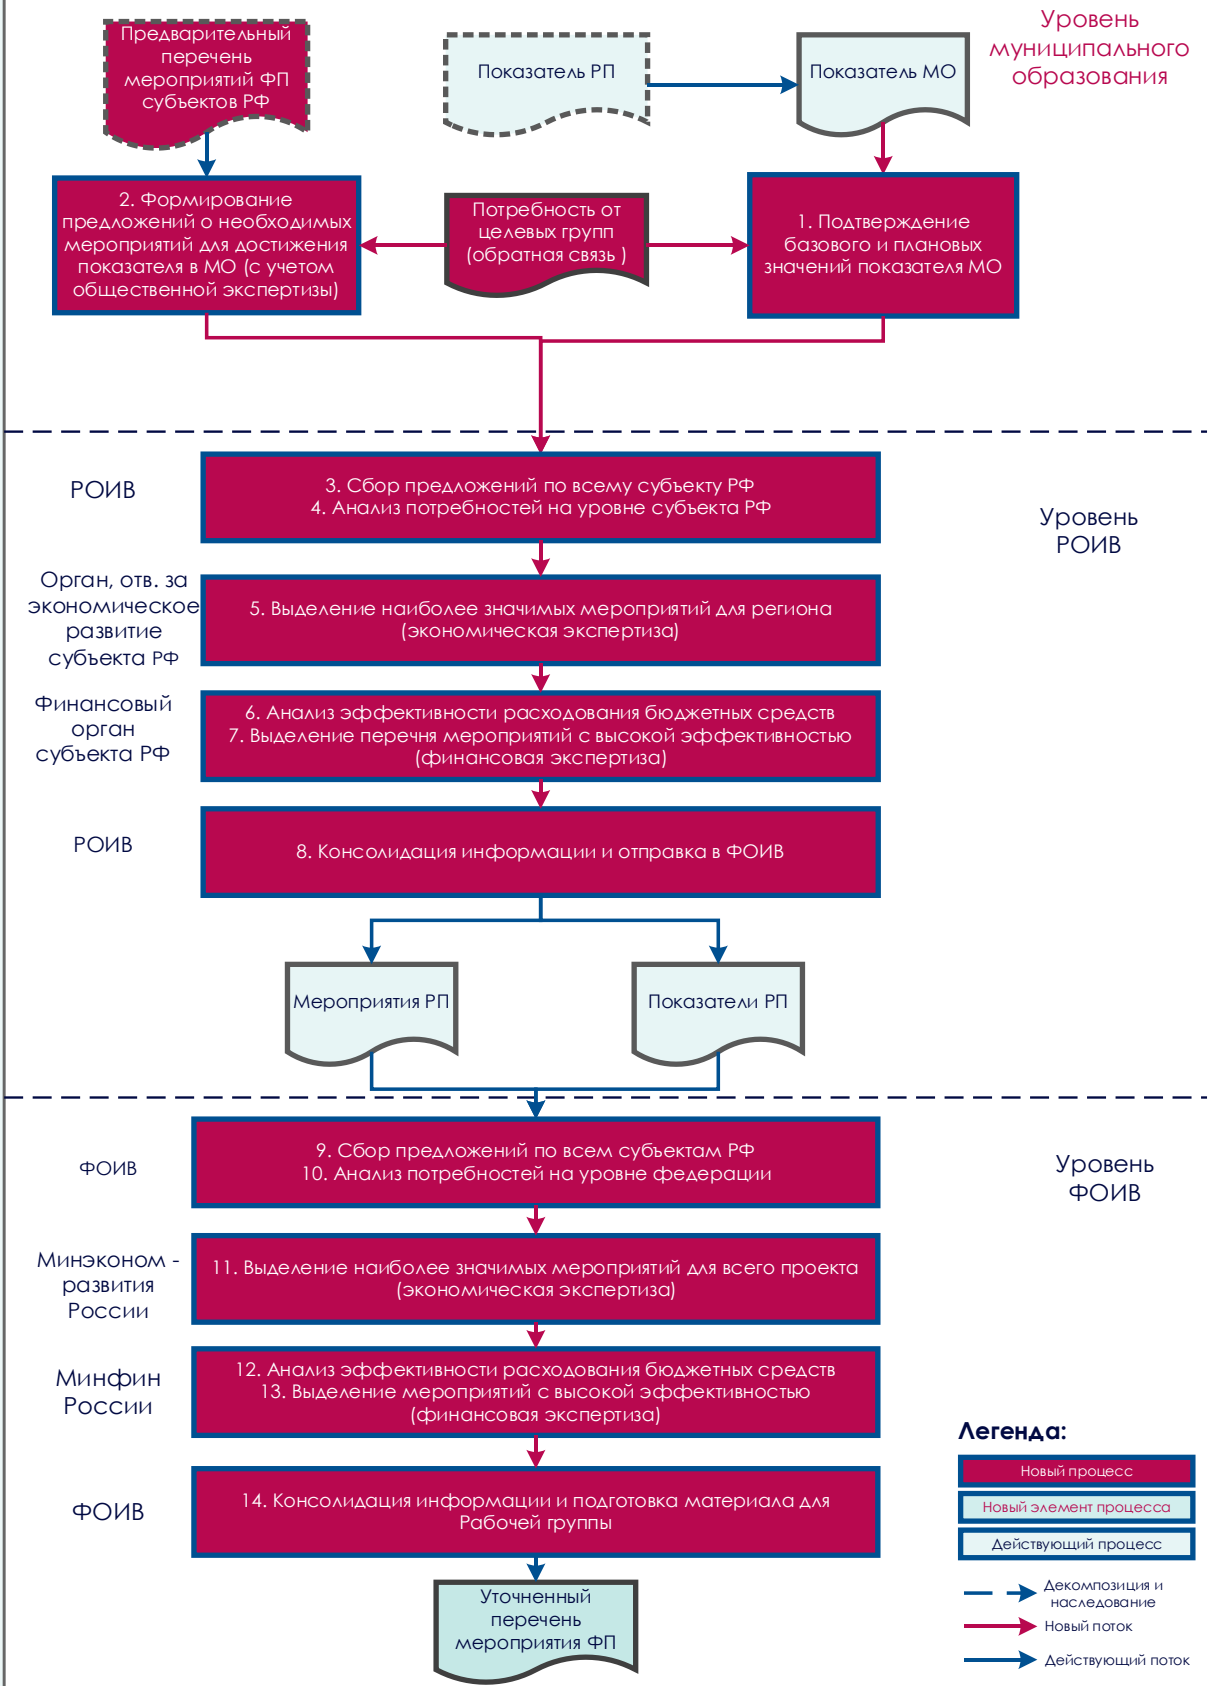 Предварительный
перечень
мероприятий ФП
субъектов РФ
Показатель РП
Показатель МО
Уровень
муниципального
образования
2. Формирование
предложений о необходимых
мероприятий для достижения
показателя в МО (с учетом
общественной экспертизы)
Потребность от
целевых групп
(обратная связь )
1. Подтверждение
базового и плановых
значений показателя МО
РОИВ
3. Сбор предложений по всему субъекту РФ
4. Анализ потребностей на уровне субъекта РФ
Уровень
РОИВ
Орган, отв. за
экономическое
развитие
субъекта РФ
5. Выделение наиболее значимых мероприятий для региона
(экономическая экспертиза)
Финансовый
орган
субъекта РФ
6. Анализ эффективности расходования бюджетных средств
7. Выделение перечня мероприятий с высокой эффективностью
(финансовая экспертиза)
РОИВ
8. Консолидация информации и отправка в ФОИВ
Мероприятия РП
Показатели РП
ФОИВ
9. Сбор предложений по всем субъектам РФ
10. Анализ потребностей на уровне федерации
Уровень
ФОИВ
Минэконом -
развития
России
11. Выделение наиболее значимых мероприятий для всего проекта
(экономическая экспертиза)
Минфин
России
12. Анализ эффективности расходования бюджетных средств
13. Выделение мероприятий с высокой эффективностью
(финансовая экспертиза)
ФОИВ
14. Консолидация информации и подготовка материала для
Рабочей группы
Уточненный
перечень
мероприятия ФП
Легенда:
Новый процесс
Новый элемент процесса
Действующий процесс
Декомпозиция и
наследование
Новый поток
Действующий поток